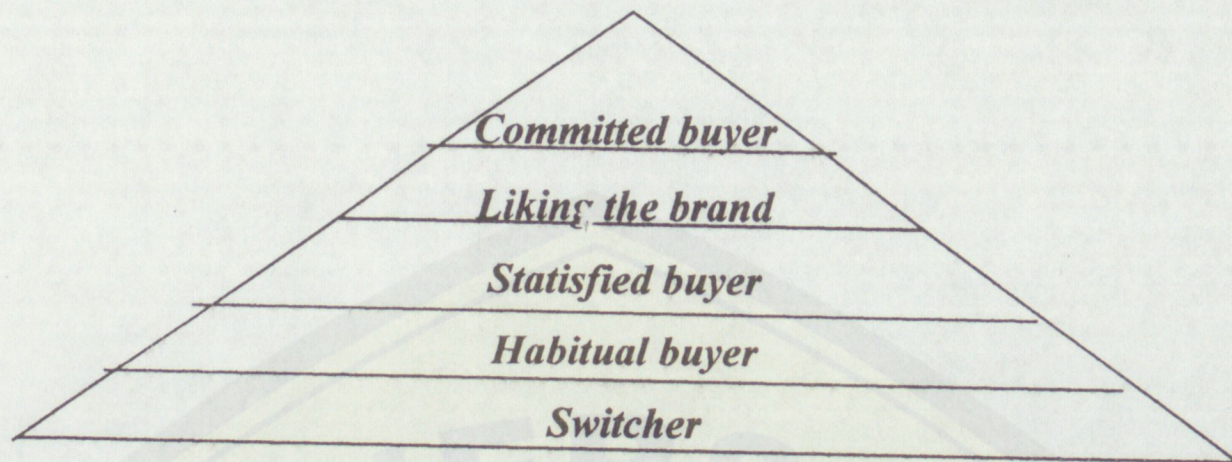 Committed buyer
Liking the brand
Statisfied buyer
Habitual buyer
Switcher